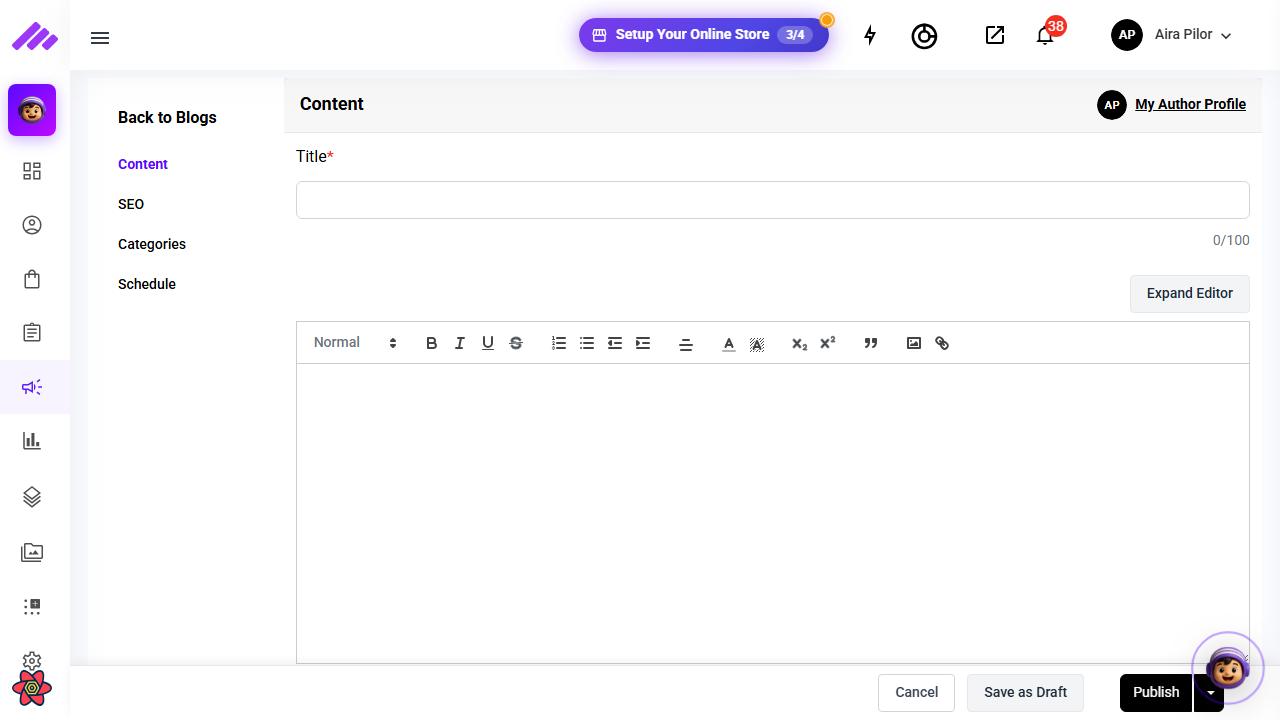 Setup Your Online Store 3/4
38
AP Aira Pilor
Back to Blogs
Content
SEO
Categories
Schedule
Content
AP My Author Profile
Title*
0/100
Expand Editor
Normal
Cancel
Save as Draft
Publish